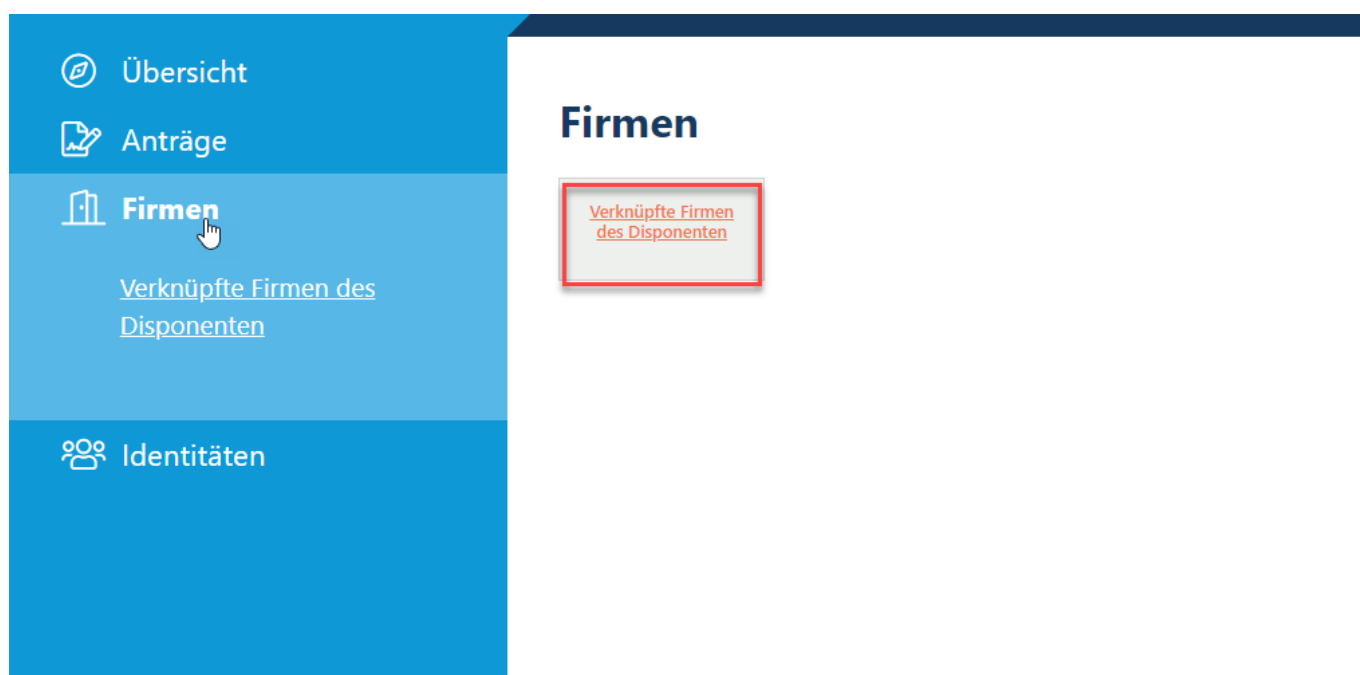 Übersicht
Anträge
Firmen
Verknüpfte Firmen des
Disponenten
Identitäten
Firmen
Verknüpfte Firmen
des Disponenten